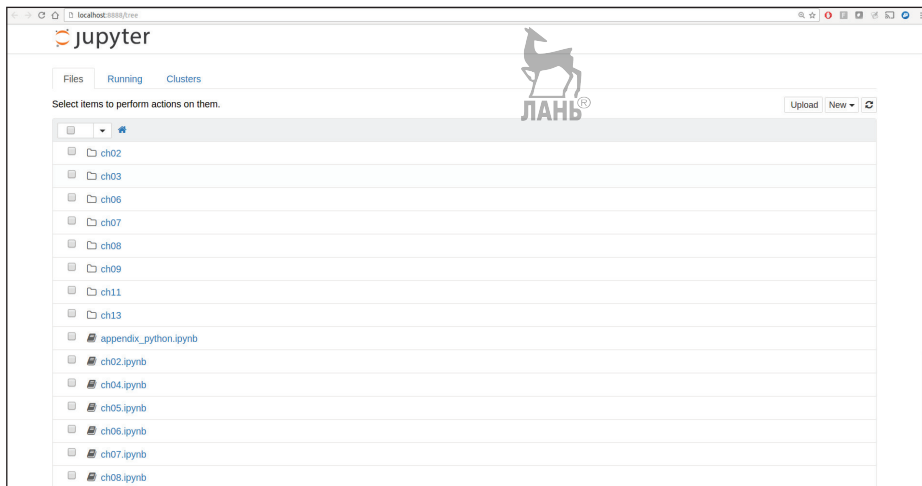 localhost:8888/tree
jupyter
ЛАНЬ®
Files Running Clusters
Select items to perform actions on them.
Upload New
ch02
ch03
ch06
ch07
ch08
ch09
ch11
ch13
appendix_python.ipynb
ch02.ipynb
ch04.ipynb
ch05.ipynb
ch06.ipynb
ch07.ipynb
ch08.ipynb